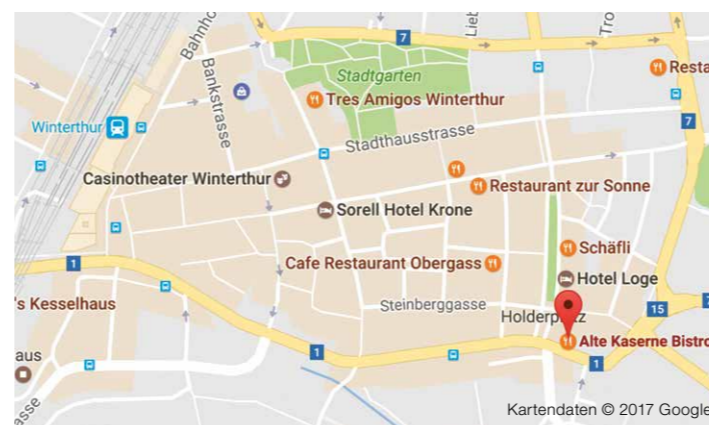 Bahnho
Lieb
Tro
7
Resta
Bankstrasse
Stadtgarten
Tres Amigos Winterthur
Winterthur
7
Stadthausstrasse
Casinotheater Winterthur
Restaurant zur Sonne
Sorell Hotel Krone
Schäfli
1
Cafe Restaurant Obergass
Hotel Loge
's Kesselhaus
Steinberggasse
Holderplatz
15
1
Alte Kaserne Bistro
aus
1
asse
Kartendaten © 2017 Google